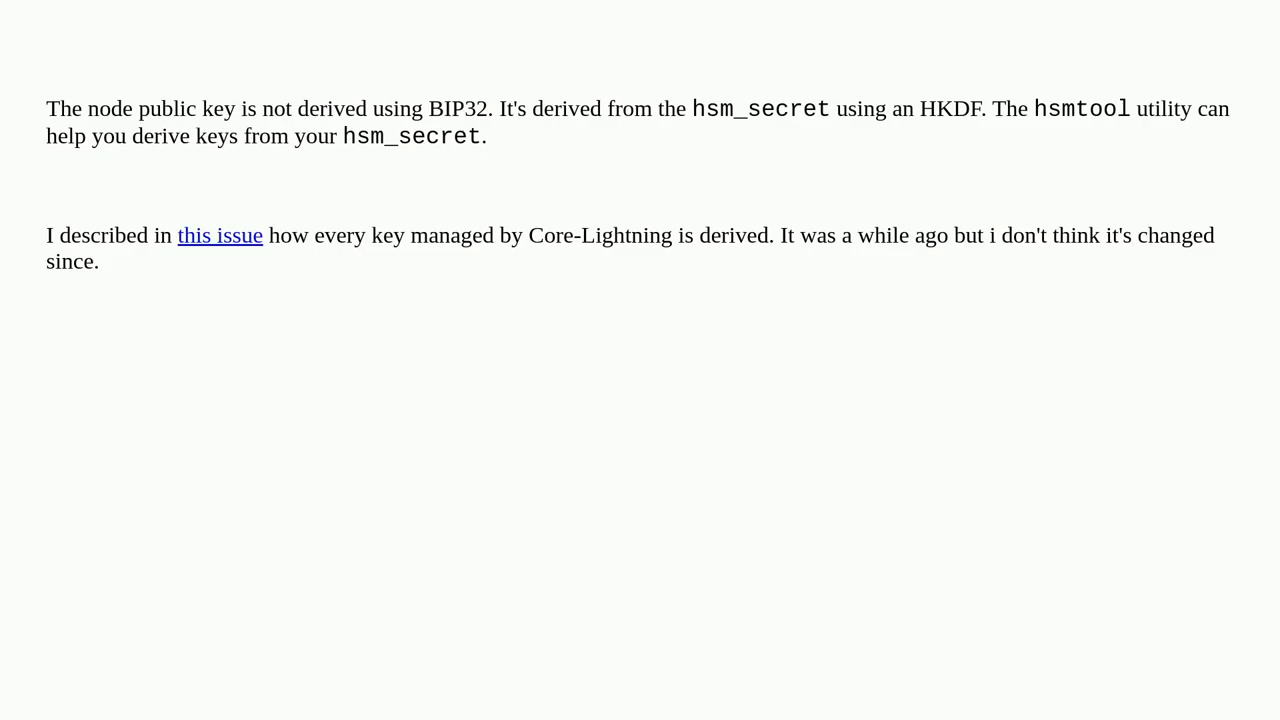 The node public key is not derived using BIP32. It's derived from the hsm_secret using an HKDF. The hsmtool utility can
help you derive keys from your hsm_secret.
I described in this issue how every key managed by Core-Lightning is derived. It was a while ago but i don't think it's changed
since.